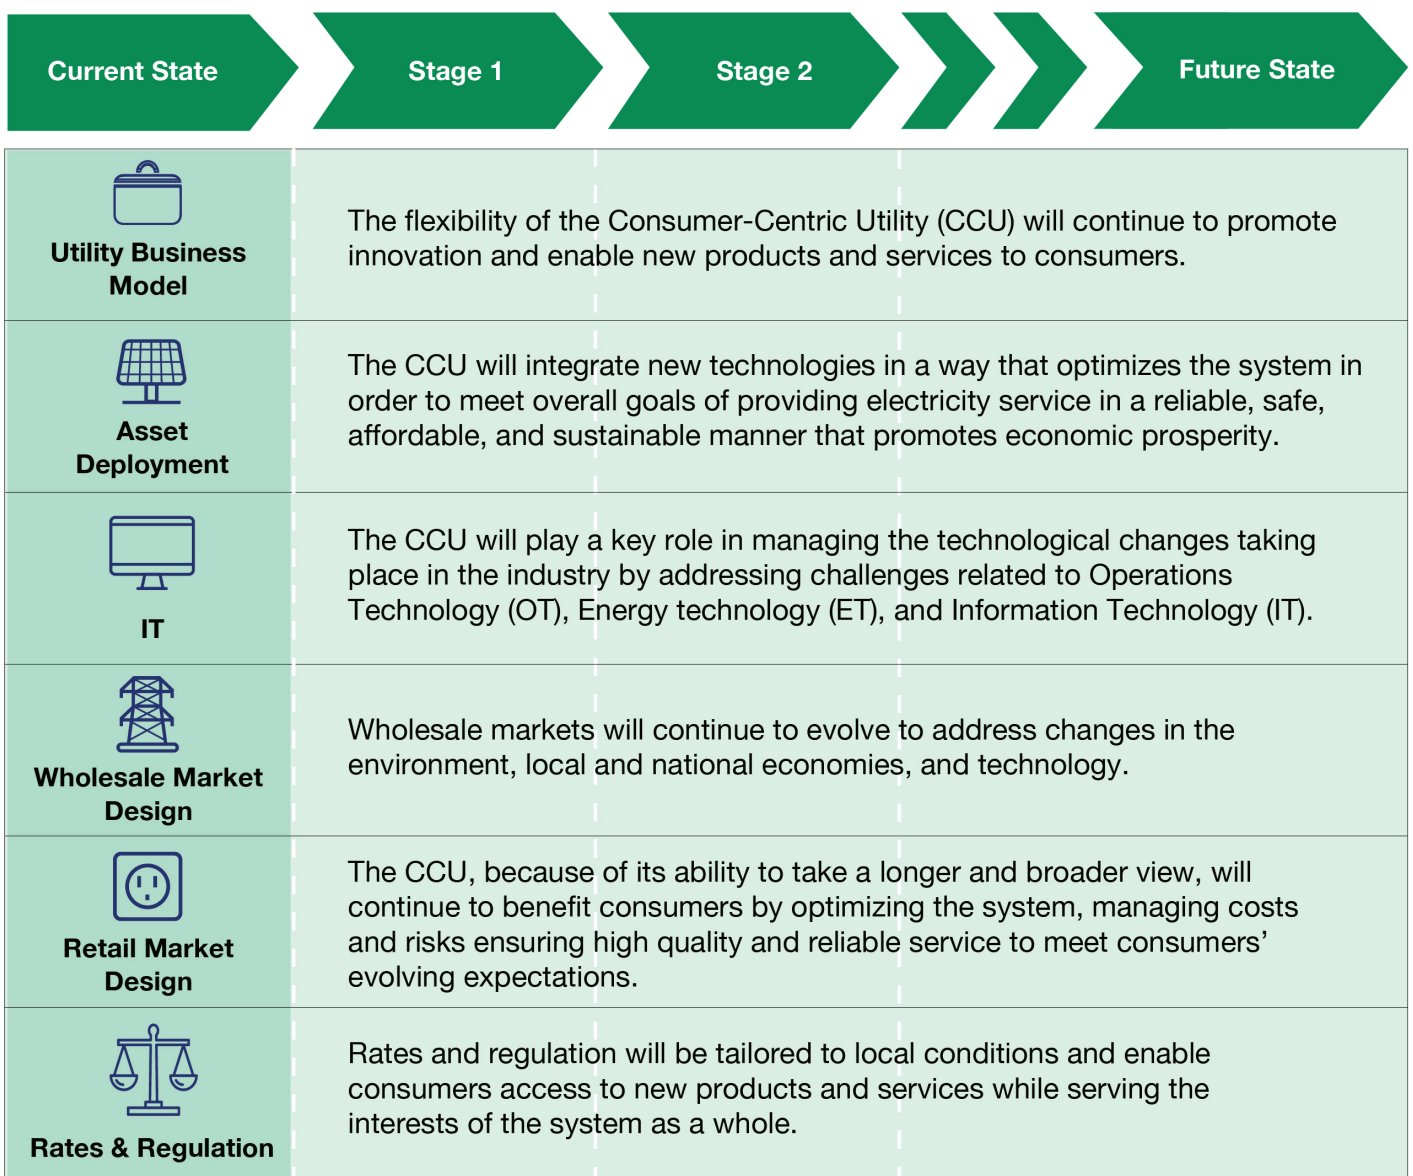 Current State
Stage 1
Stage 2
Future State
Utility Business
Model
The flexibility of the Consumer-Centric Utility (CCU) will continue to promote
innovation and enable new products and services to consumers.
Asset
Deployment
The CCU will integrate new technologies in a way that optimizes the system in
order to meet overall goals of providing electricity service in a reliable, safe,
affordable, and sustainable manner that promotes economic prosperity.
IT
The CCU will play a key role in managing the technological changes taking
place in the industry by addressing challenges related to Operations
Technology (OT), Energy technology (ET), and Information Technology (IT).
Wholesale Market
Design
Wholesale markets will continue to evolve to address changes in the
environment, local and national economies, and technology.
Retail Market
Design
The CCU, because of its ability to take a longer and broader view, will
continue to benefit consumers by optimizing the system, managing costs
and risks ensuring high quality and reliable service to meet consumers’
evolving expectations.
Rates & Regulation
Rates and regulation will be tailored to local conditions and enable
consumers access to new products and services while serving the
interests of the system as a whole.